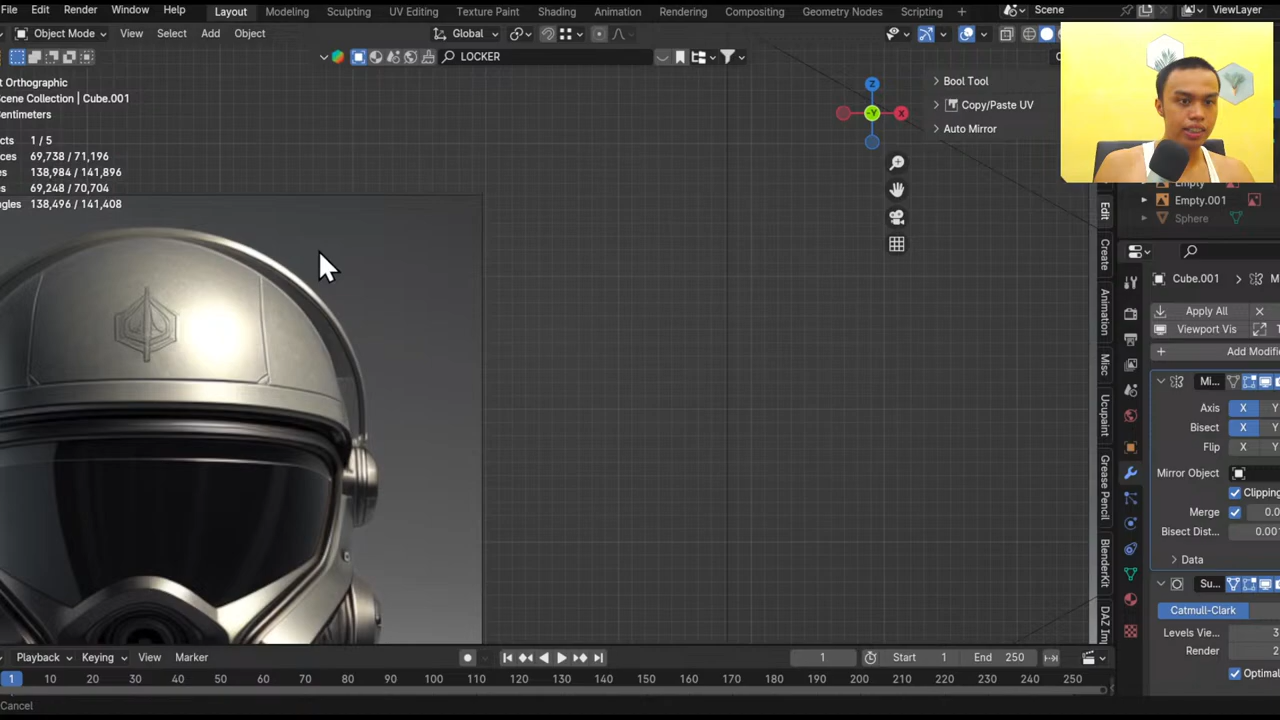 File Edit Render Window Help Layout Modeling Sculpting UV Editing Texture Paint Shading Animation Rendering Compositing Geometry Nodes Scripting + Scene ViewLayer
Object Mode View Select Add Object Global
LOCKER
t Orthographic
Scene Collection | Cube.001
Centimeters
ects 1 / 5
ces 69,738 / 71,196
138,984 / 141,896
es 69,248 / 70,704
ngles 138,496 / 141,408
Z
-Y
X
Bool Tool
Copy/Paste UV
Auto Mirror
Edit
Create
Animation
Misc
Ucupaint
Grease Pencil
BlenderKit
DAZ Im
Empty
Empty.001
Sphere
Cube.001 > M
Apply All
Viewport Vis
Add Modifi
Mi...
Axis X Y
Bisect X Y
Flip X Y
Mirror Object
Clipping
Merge 0.0
Bisect Dist... 0.00
Data
Su...
Catmull-Clark
Levels Vie... 3
Render 2
Optimal
Playback Keying View Marker 1 Start 1 End 250
1 10 20 30 40 50 60 70 80 90 100 110 120 130 140 150 160 170 180 190 200 210 220 230 240 250
Cancel